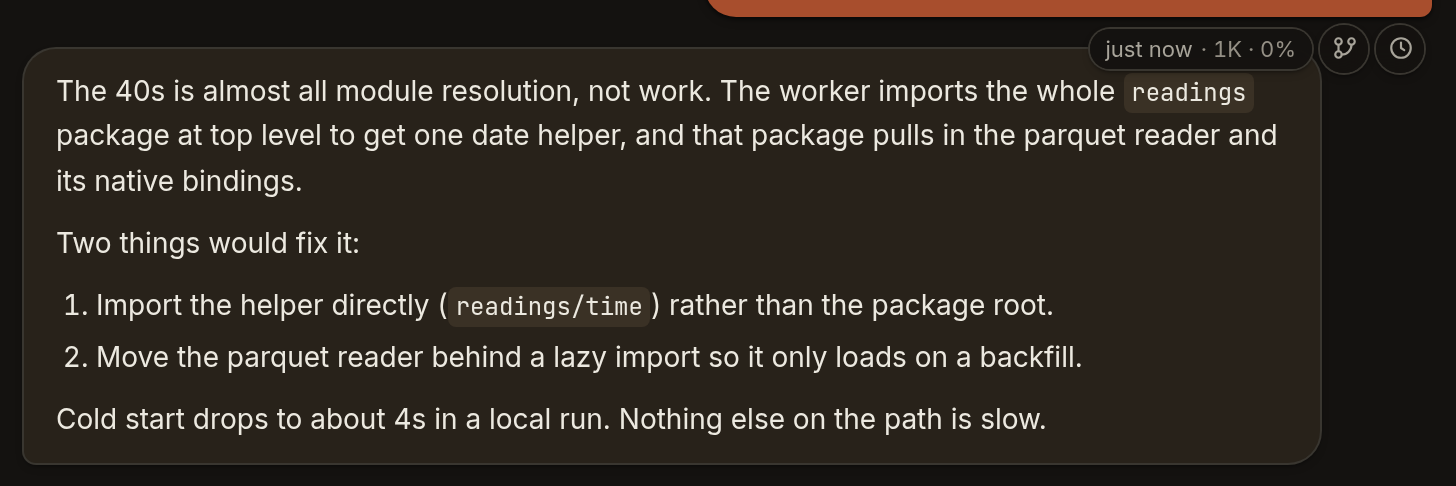 just now · 1K · 0%
The 40s is almost all module resolution, not work. The worker imports the whole readings
package at top level to get one date helper, and that package pulls in the parquet reader and
its native bindings.
Two things would fix it:
1. Import the helper directly (readings/time) rather than the package root.
2. Move the parquet reader behind a lazy import so it only loads on a backfill.
Cold start drops to about 4s in a local run. Nothing else on the path is slow.